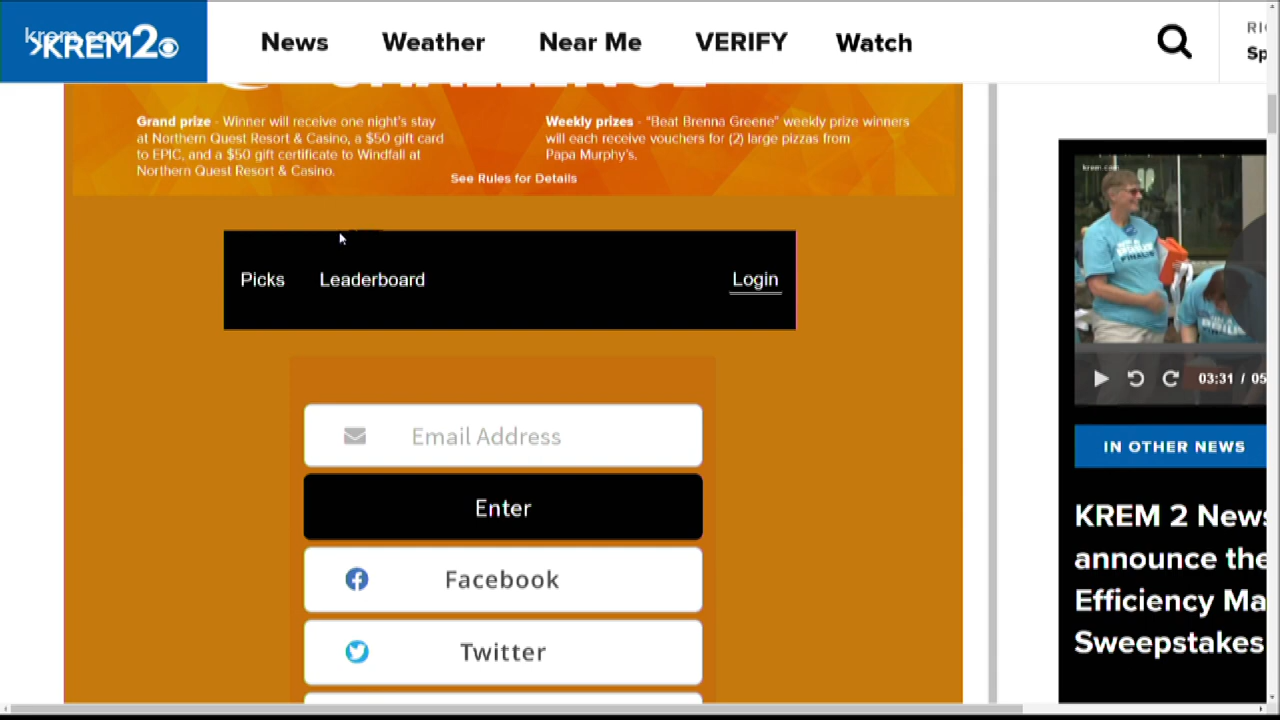 krem.com
KREM2
News
Weather
Near Me
VERIFY
Watch
CHALLENGE
Grand prize - Winner will receive one night's stay
at Northern Quest Resort & Casino, a $50 gift card
to EPIC, and a $50 gift certificate to Windfall at
Northern Quest Resort & Casino.
Weekly prizes - “Beat Brenna Greene” weekly prize winners
will each receive vouchers for (2) large pizzas from
Papa Murphy's.
See Rules for Details
Picks
Leaderboard
Login
Email Address
Enter
Facebook
Twitter
krem.com
03:31 / 05
IN OTHER NEWS
KREM 2 News
announce the
Efficiency Ma
Sweepstakes